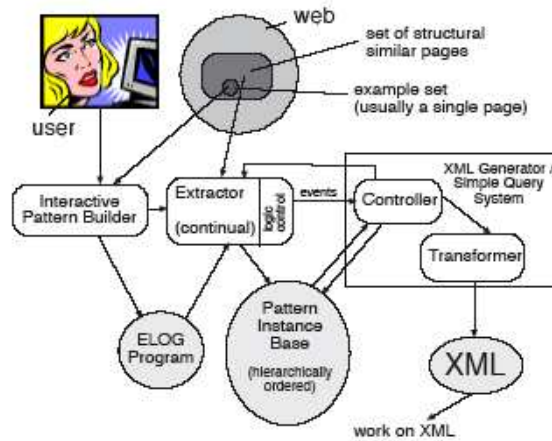 web
set of structural
similar pages
example set
(usually a single page)
user
Interactive
Pattern Builder
Extractor
(continual)
logic
control
events
Controller
XML Generator /
Simple Query
System
Transformer
ELOG
Program
Pattern
Instance
Base
(hierarchically
ordered)
XML
work on XML